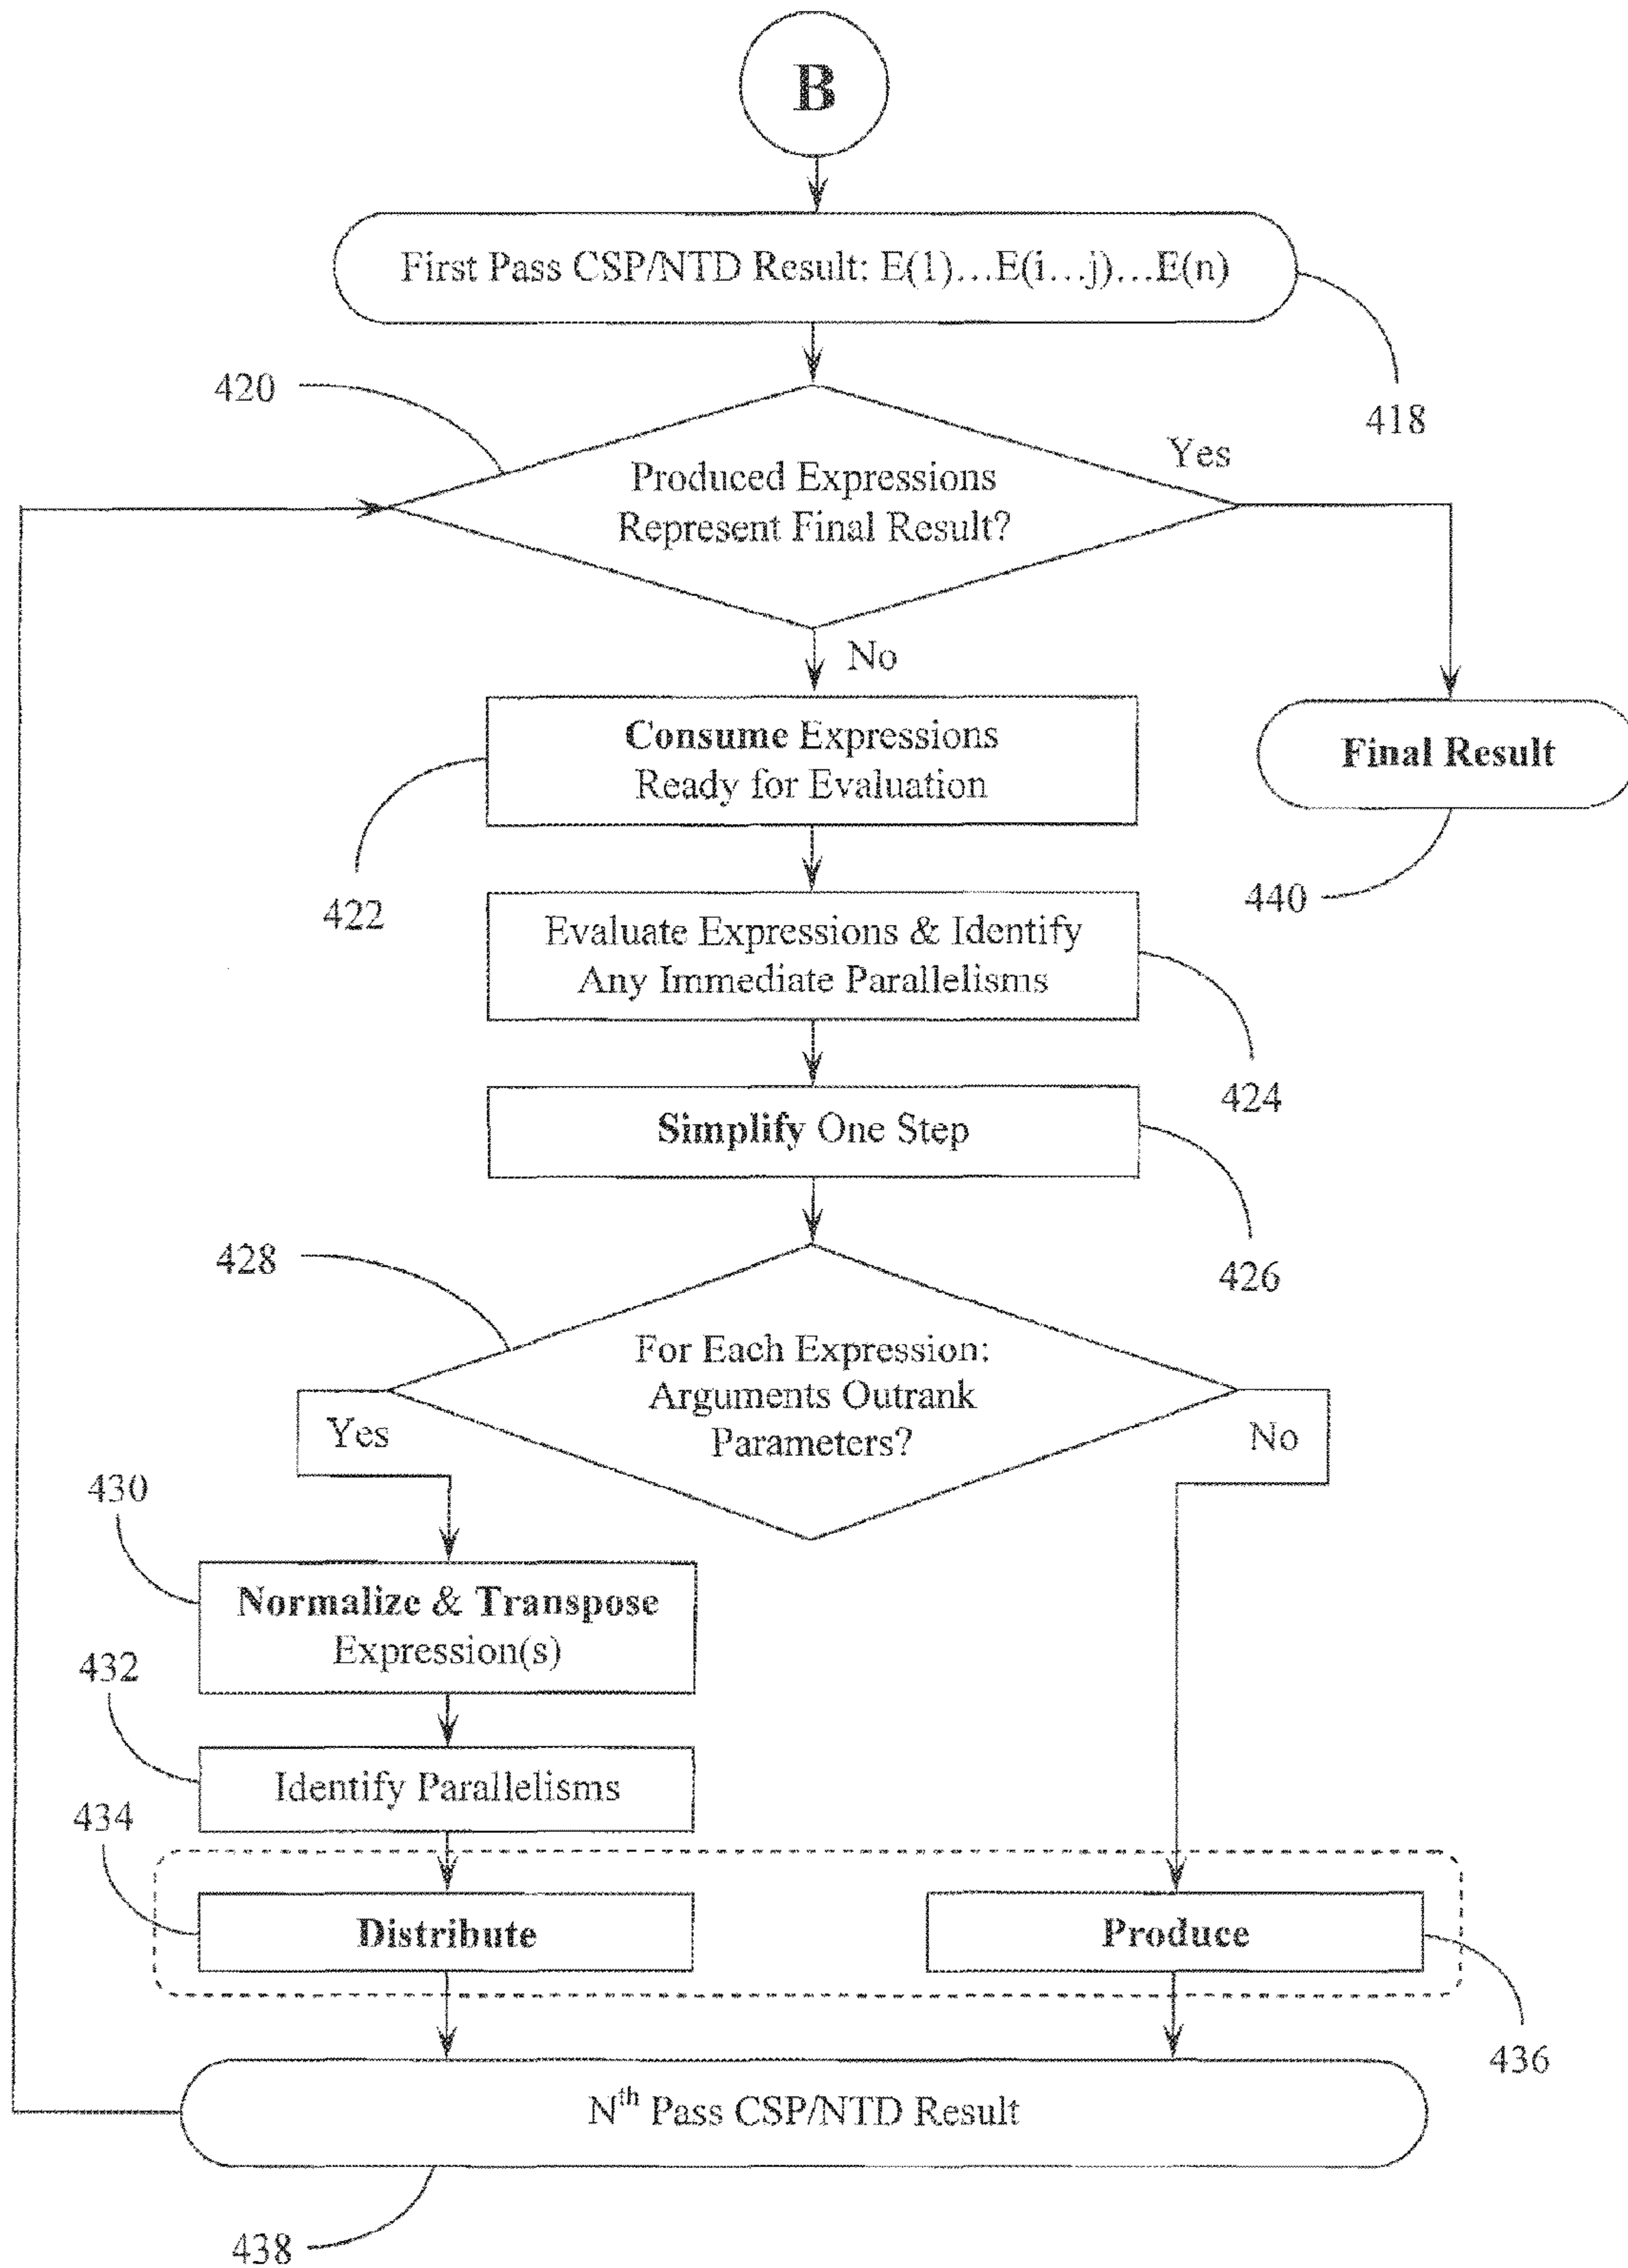 B
First Pass CSP/NTD Result: E(1)…E(i…j)…E(n)
418
420
Produced Expressions
Represent Final Result?
Yes
No
Consume Expressions
Ready for Evaluation
422
Final Result
440
Evaluate Expressions & Identify
Any Immediate Parallelisms
424
Simplify One Step
426
428
For Each Expression:
Arguments Outrank
Parameters?
Yes
No
430
Normalize & Transpose
Expression(s)
432
Identify Parallelisms
434
Distribute
Produce
436
Nth Pass CSP/NTD Result
438